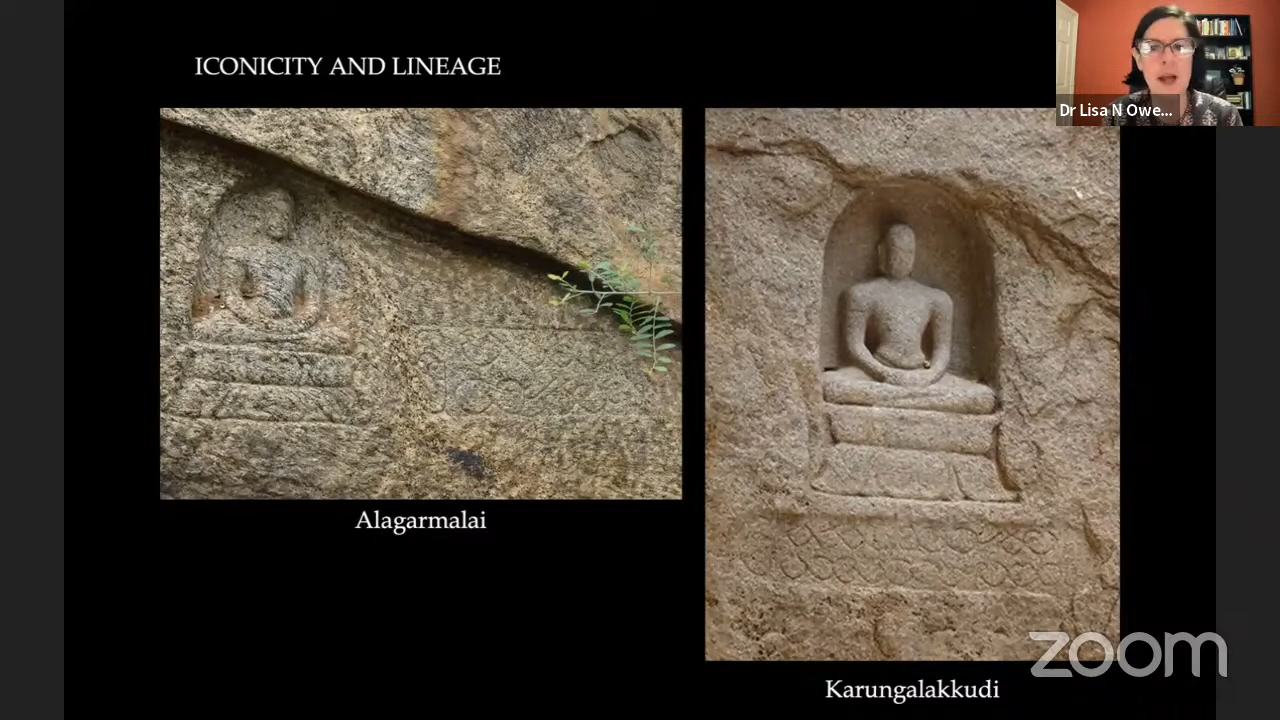 ICONICITY AND LINEAGE
Dr Lisa N Owe...
Alagarmalai
zoom
Karungalakkudi